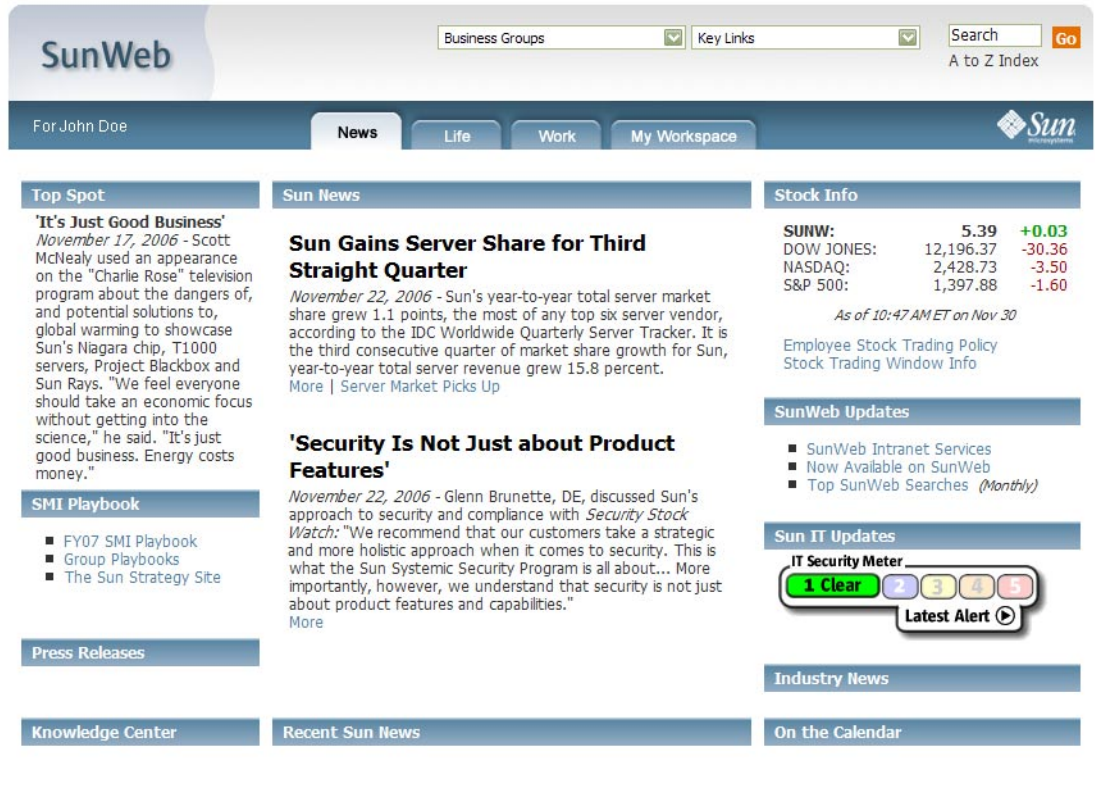 SunWeb
Business Groups
Key Links
Search
Go
A to Z Index
For John Doe
News
Life
Work
My Workspace
Sun
microsystems
Top Spot
'It's Just Good Business'
November 17, 2006 - Scott
McNealy used an appearance
on the "Charlie Rose" television
program about the dangers of,
and potential solutions to,
global warming to showcase
Sun's Niagara chip, T1000
servers, Project Blackbox and
Sun Rays. "We feel everyone
should take an economic focus
without getting into the
science," he said. "It's just
good business. Energy costs
money."
SMI Playbook
FY07 SMI Playbook
Group Playbooks
The Sun Strategy Site
Press Releases
Knowledge Center
Sun News
Sun Gains Server Share for Third
Straight Quarter
November 22, 2006 - Sun's year-to-year total server market
share grew 1.1 points, the most of any top six server vendor,
according to the IDC Worldwide Quarterly Server Tracker. It is
the third consecutive quarter of market share growth for Sun,
year-to-year total server revenue grew 15.8 percent.
More | Server Market Picks Up
'Security Is Not Just about Product
Features'
November 22, 2006 - Glenn Brunette, DE, discussed Sun's
approach to security and compliance with Security Stock
Watch: "We recommend that our customers take a strategic
and more holistic approach when it comes to security. This is
what the Sun Systemic Security Program is all about... More
importantly, however, we understand that security is not just
about product features and capabilities."
More
Recent Sun News
Stock Info
SUNW: 5.39 +0.03
DOW JONES: 12,196.37 -30.36
NASDAQ: 2,428.73 -3.50
S&P 500: 1,397.88 -1.60
As of 10:47 AM ET on Nov 30
Employee Stock Trading Policy
Stock Trading Window Info
SunWeb Updates
SunWeb Intranet Services
Now Available on SunWeb
Top SunWeb Searches (Monthly)
Sun IT Updates
IT Security Meter
1 Clear 2 3 4 5
Latest Alert
Industry News
On the Calendar